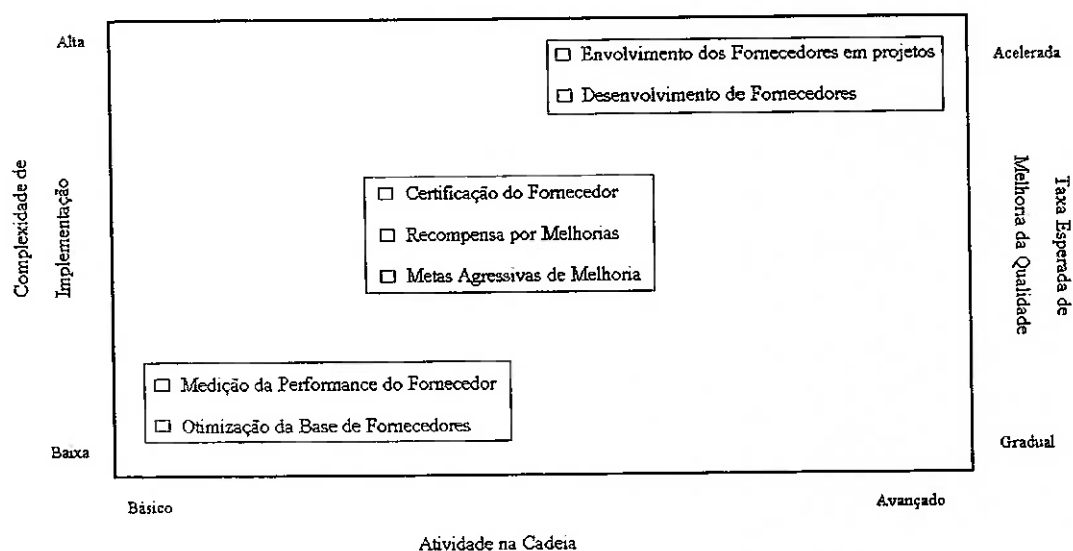 Alta
Envolvimento dos Fornecedores em projetos
Acelerada
Desenvolvimento de Fornecedores
Complexidade de
Implementação
Certificação do Fornecedor
Recompensa por Melhorias
Metas Agressivas de Melhoria
Taxa Esperada de
Melhoria da Qualidade
Medição da Performance do Fornecedor
Otimização da Base de Fornecedores
Baixa
Gradual
Básico
Avançado
Atividade na Cadeia